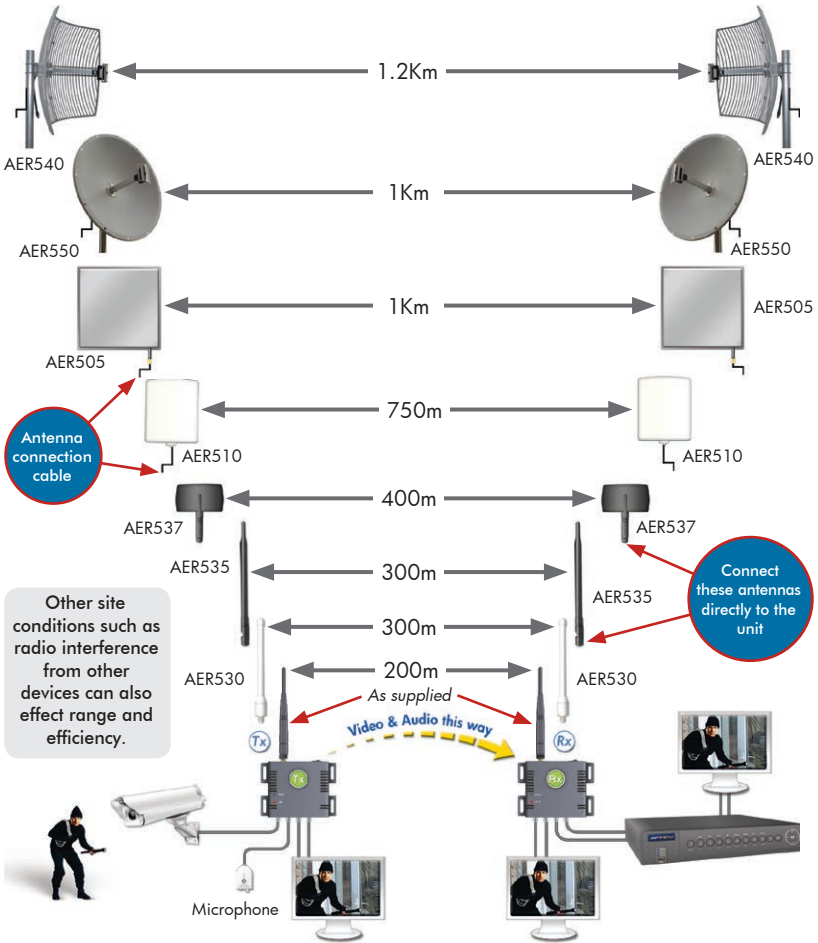 1.2Km
AER540
AER540
1Km
AER550
AER550
1Km
AER505
AER505
750m
Antenna
connection
cable
AER510
AER510
400m
AER537
AER537
AER535
300m
Connect
these antennas
directly to the
unit
AER535
Other site
conditions such as
radio interference
from other
devices can also
effect range and
efficiency.
300m
200m
AER530
AER530
As supplied
Tx
Video & Audio this way
Rx
Tx
Rx
Microphone